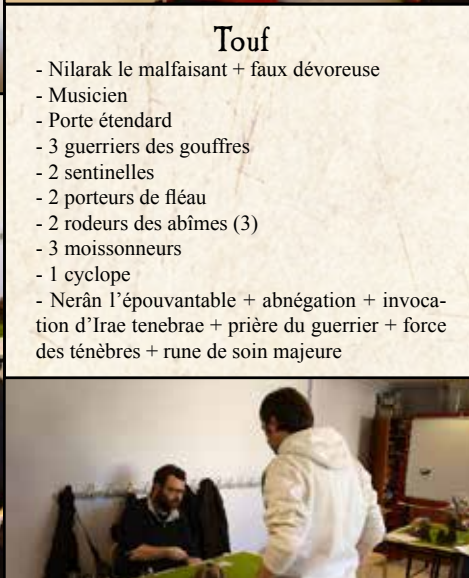 Touf
- Nilarak le malfaisant + faux dévoreuse
- Musicien
- Porte étendard
- 3 guerriers des gouffres
- 2 sentinelles
- 2 porteurs de fléau
- 2 rodeurs des abîmes (3)
- 3 moissonneurs
- 1 cyclope
- Nerân l’épouvantable + abnégation + invoca-
tion d’Irae tenebrae + prière du guerrier + force
des ténèbres + rune de soin majeure